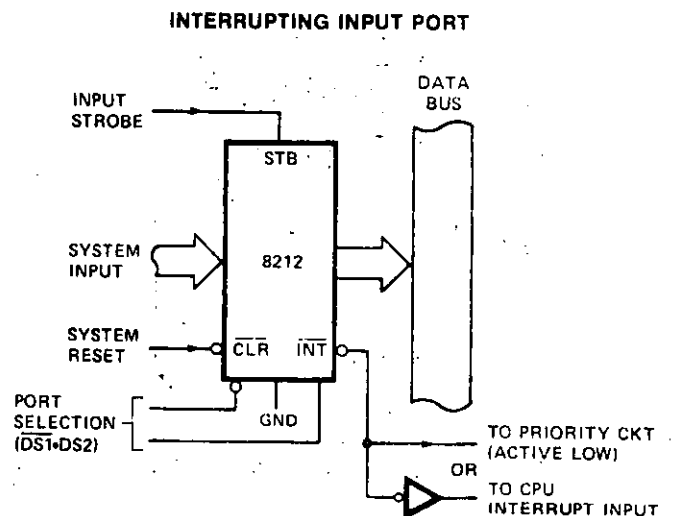 INTERRUPTING INPUT PORT
DATA
BUS
INPUT
STROBE
STB
SYSTEM
INPUT
8212
SYSTEM
RESET
CLR
INT
PORT
SELECTION
(DS1•DS2)
GND
TO PRIORITY CKT
(ACTIVE LOW)
OR
TO CPU
INTERRUPT INPUT